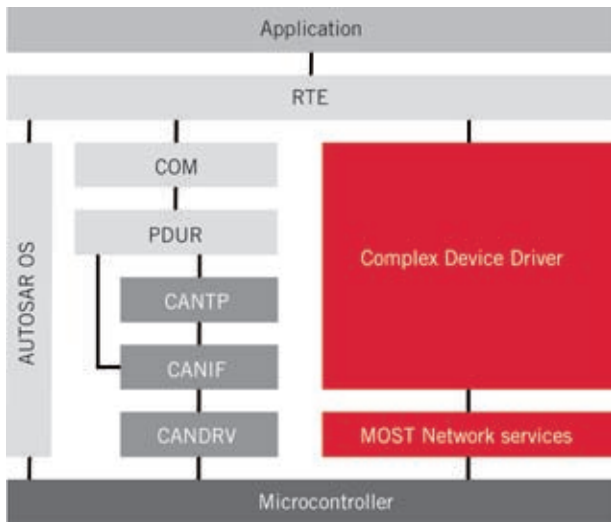 Application
RTE
AUTOSAR OS
COM
PDUR
CANTP
CANIF
CANDRV
Complex Device Driver
MOST Network services
Microcontroller